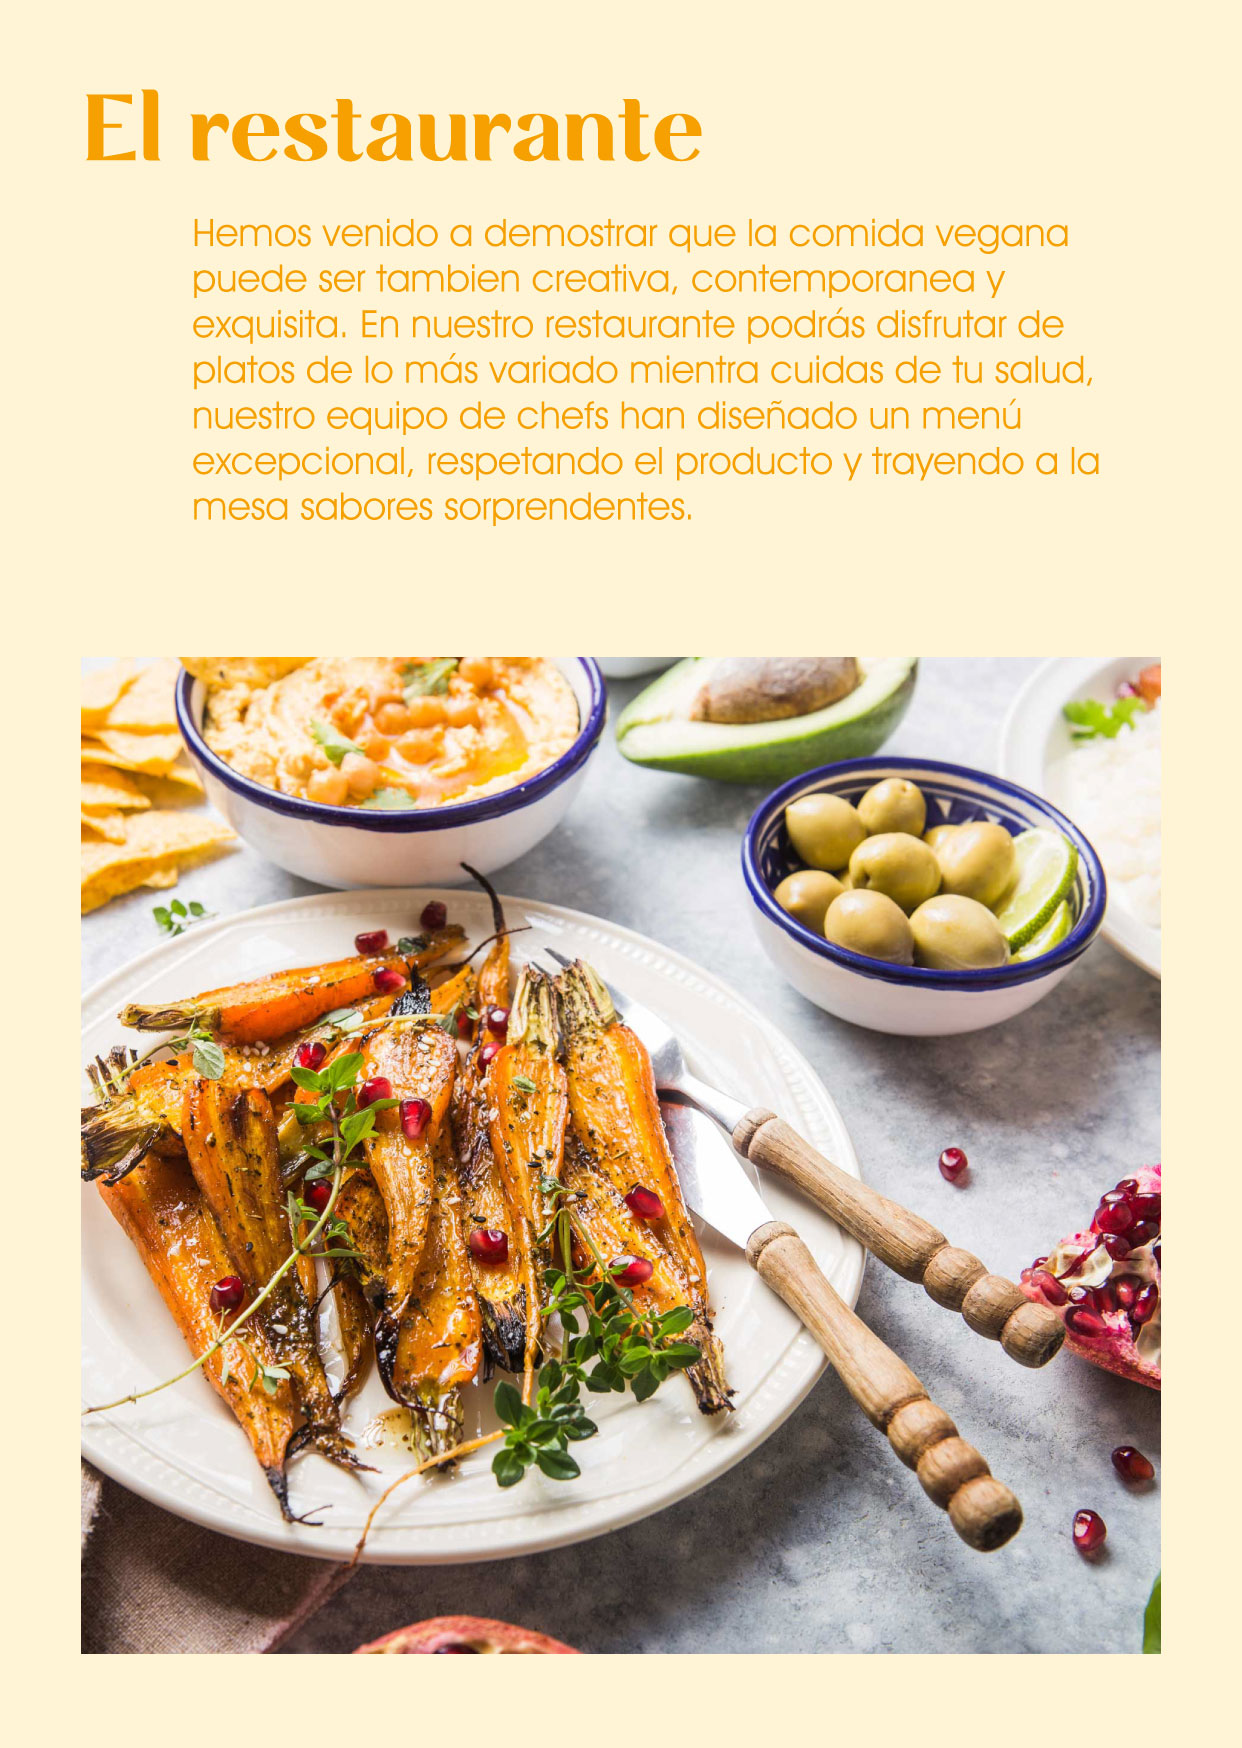 El restaurante
Hemos venido a demostrar que la comida vegana
puede ser tambien creativa, contemporanea y
exquisita. En nuestro restaurante podrás disfrutar de
platos de lo más variado mientra cuidas de tu salud,
nuestro equipo de chefs han diseñado un menú
excepcional, respetando el producto y trayendo a la
mesa sabores sorprendentes.